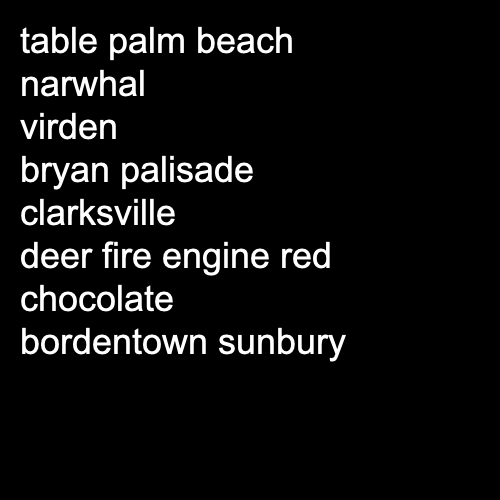 table palm beach
narwhal
virden
bryan palisade
clarksville
deer fire engine red
chocolate
bordentown sunbury